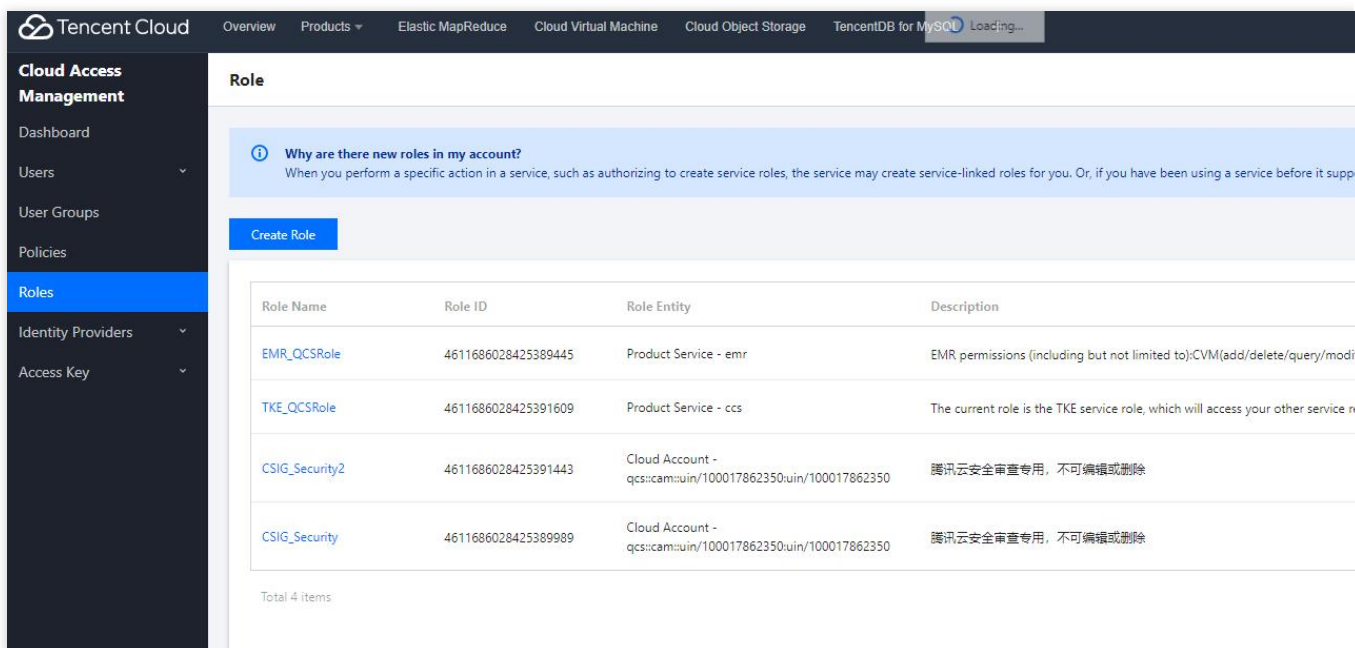 Tencent Cloud
Overview Products Elastic MapReduce Cloud Virtual Machine Cloud Object Storage TencentDB for MySQL Loading...
Cloud Access
Management
Dashboard
Users
User Groups
Policies
Roles
Identity Providers
Access Key
Role
Why are there new roles in my account?
When you perform a specific action in a service, such as authorizing to create service roles, the service may create service-linked roles for you. Or, if you have been using a service before it supp
Create Role
Role Name Role ID Role Entity Description
EMR_QCSRole 4611686028425389445 Product Service - emr EMR permissions (including but not limited to):CVM(add/delete/query/modi
TKE_QCSRole 4611686028425391609 Product Service - ccs The current role is the TKE service role, which will access your other service r
CSIG_Security2 4611686028425391443 Cloud Account -
qcs::cam::uin/100017862350:uin/100017862350 腾讯云安全审查专用，不可编辑或删除
CSIG_Security 4611686028425389989 Cloud Account -
qcs::cam::uin/100017862350:uin/100017862350 腾讯云安全审查专用，不可编辑或删除
Total 4 items